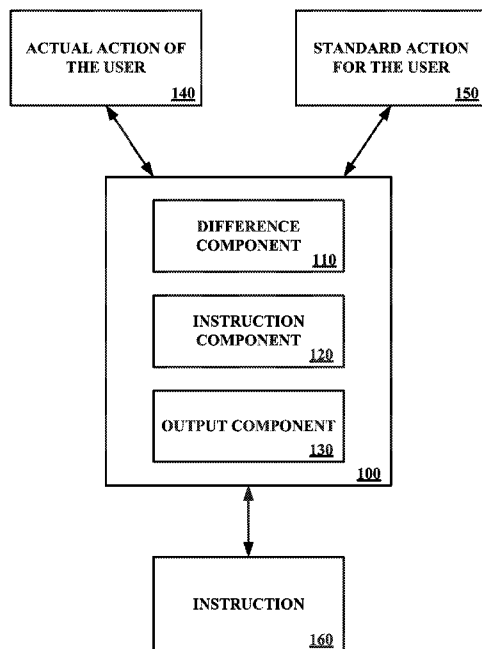 ACTUAL ACTION OF
THE USER
140
STANDARD ACTION
FOR THE USER
150
DIFFERENCE
COMPONENT
110
INSTRUCTION
COMPONENT
120
OUTPUT COMPONENT
130
100
INSTRUCTION
160